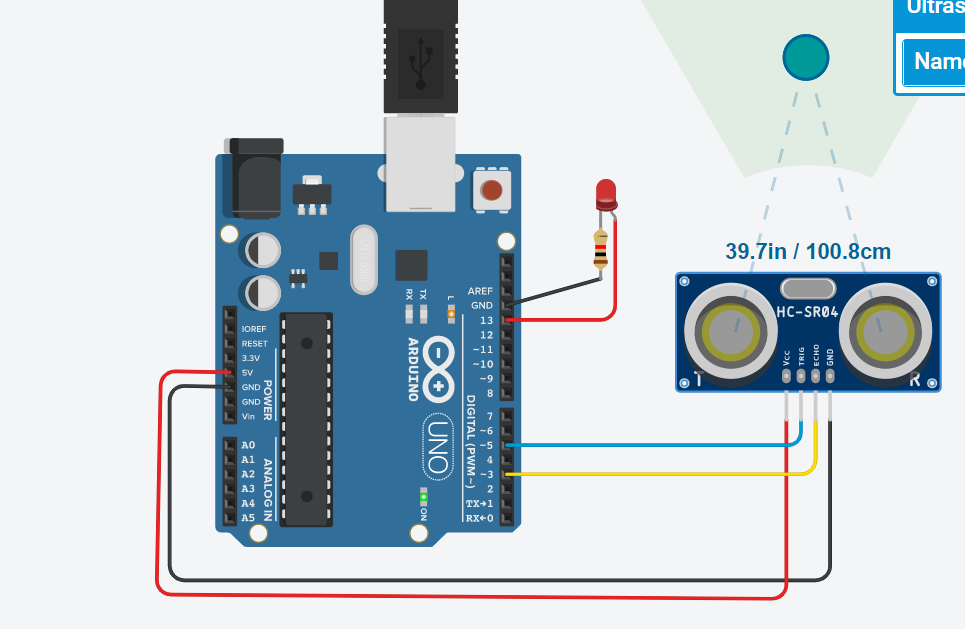 Ultras
Name
39.7in / 100.8cm
HC-SR04
VCC
TRIG
ECHO
GND
T
R
RX
TX
L
AREF
GND
13
12
~11
~10
~9
8
7
~6
~5
4
~3
2
TX→1
RX←0
DIGITAL (PWM~)
ARDUINO
UNO
ON
IOREF
RESET
3.3V
5V
GND
GND
Vin
POWER
A0
A1
A2
A3
A4
A5
ANALOG IN